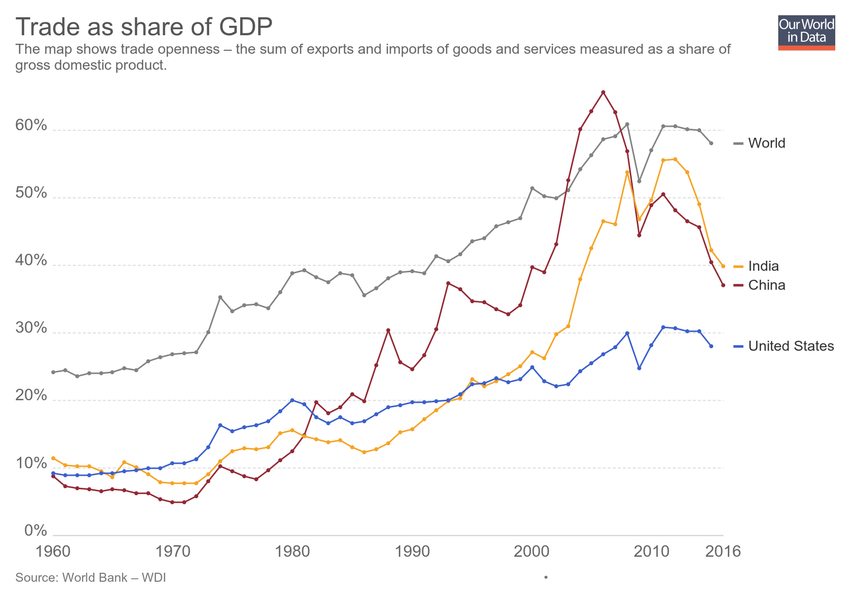 Trade as share of GDP
Our World
in Data
The map shows trade openness – the sum of exports and imports of goods and services measured as a share of
gross domestic product.
60%
50%
40%
30%
20%
10%
0%
World
India
China
United States
1960 1970 1980 1990 2000 2010 2016
Source: World Bank – WDI